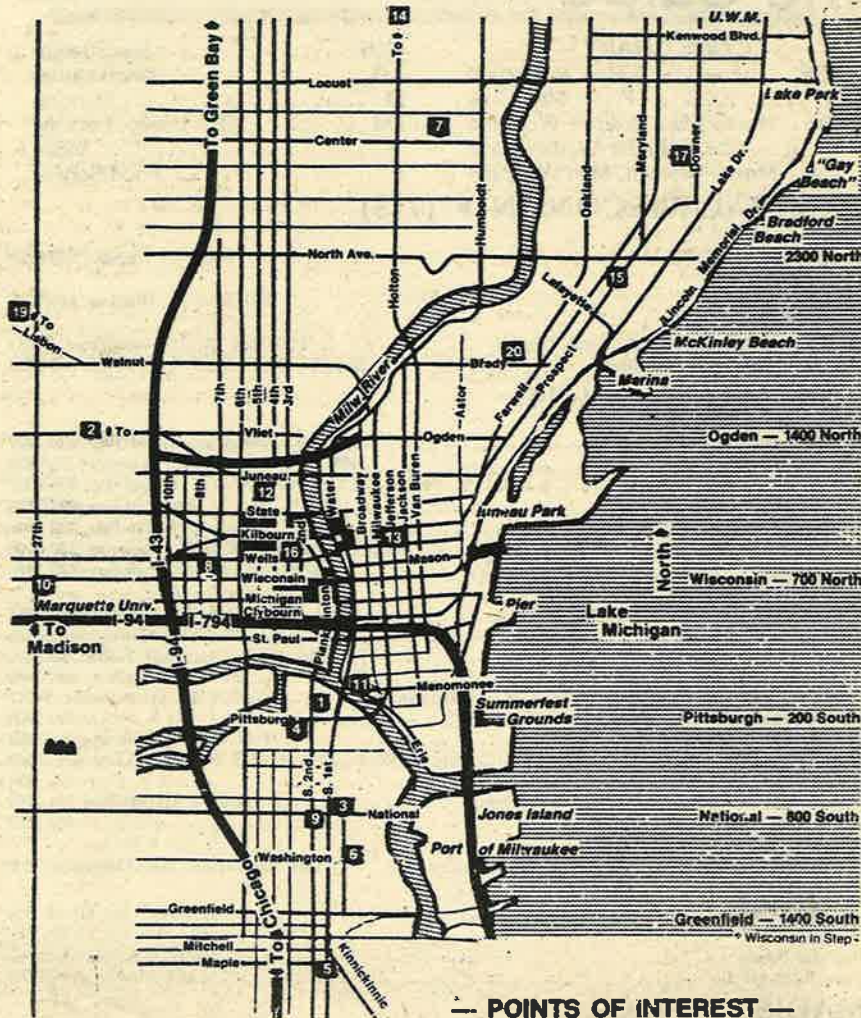 14
To
U.W.M.
Kenwood Blvd.
To Green Bay
Locust
Lake Park
7
Center
Maryland
17
Downer
Lake Dr.
"Gay
Beach"
Humboldt
Oakland
Bradford
Beach
North Ave.
2300 North
Holton
15
Lafayette
Lincoln Memorial Dr.
19
To
Lisbon
20
McKinley Beach
Walnut
Brady
Marina
7th
6th
5th
4th
3rd
Milw. River
Astor
Farwell
Prospect
2
To
Vliet
Ogden
Ogden — 1400 North
Juneau
10th
8th
12
Water
Broadway
Milwaukee
Jefferson
Jackson
Van Buren
State
Juneau Park
27th
I-43
Kilbourn
2nd
13
Wells
16
Mason
8
North
Wisconsin
Wisconsin — 700 North
10
Michigan
Marquette Univ.
Clybourn
Pier
Lake
Michigan
I-94
I-794
To
Madison
St. Paul
I-94
11
Menomonee
1
Summerfest
Grounds
Pittsburgh
4
Pittsburgh — 200 South
Erie
S. 2nd
S. 1st
3
National
9
Jones Island
National — 800 South
Port of Milwaukee
Washington
6
To Chicago
Greenfield
Greenfield — 1400 South
Wisconsin in Step
Mitchell
Maple
5
Kinnickinnic
— POINTS OF INTEREST —